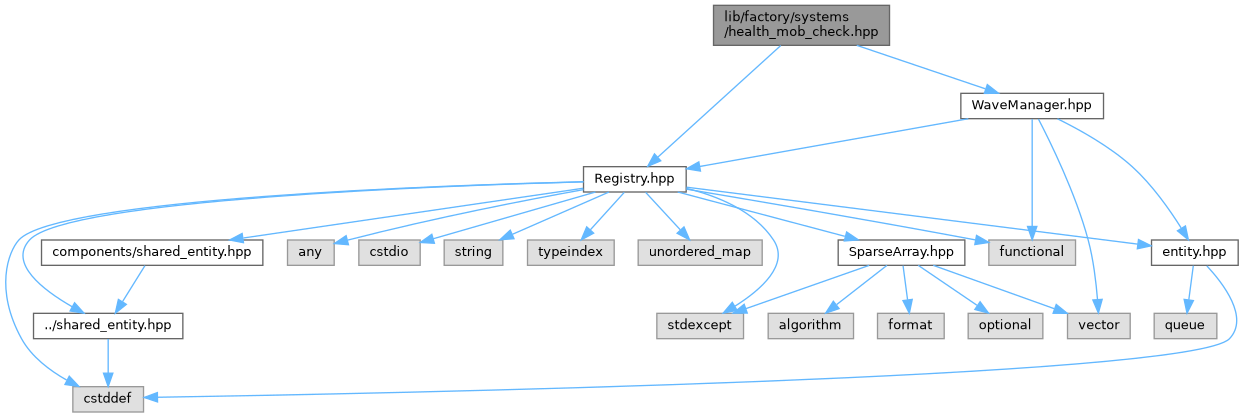 lib/factory/systems
/health_mob_check.hpp
WaveManager.hpp
Registry.hpp
components/shared_entity.hpp
any
cstdio
string
typeindex
unordered_map
SparseArray.hpp
functional
entity.hpp
../shared_entity.hpp
stdexcept
algorithm
format
optional
vector
queue
cstddef